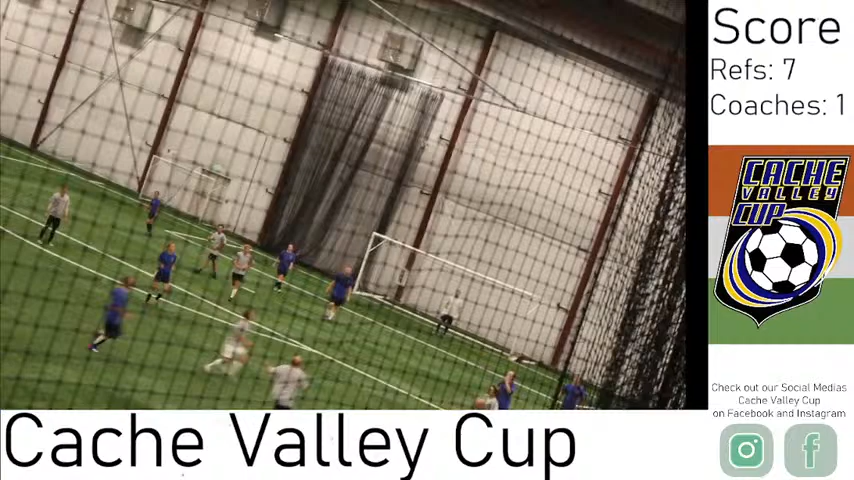 Score
Refs: 7
Coaches: 1
CACHE
VALLEY
CUP
Check out our Social Medias
Cache Valley Cup
on Facebook and Instagram
Cache Valley Cup